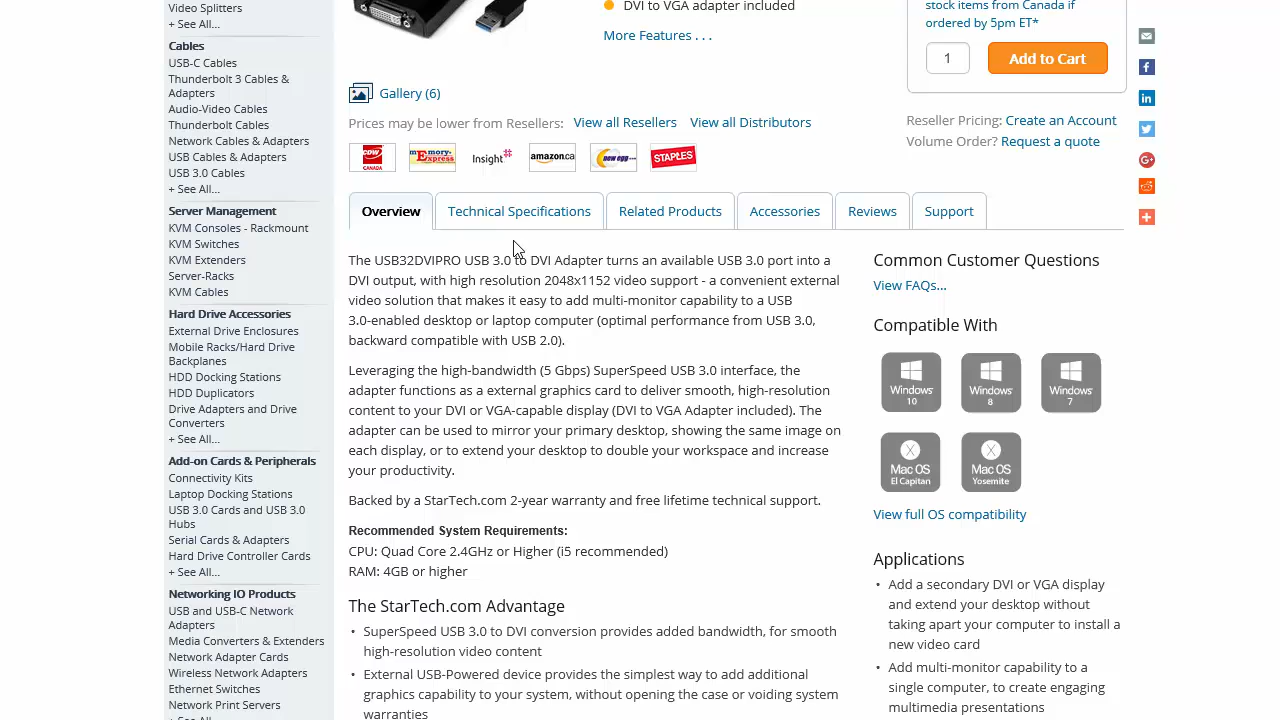 Video Splitters
+ See All...
Cables
USB-C Cables
Thunderbolt 3 Cables &
Adapters
Audio-Video Cables
Thunderbolt Cables
Network Cables & Adapters
USB Cables & Adapters
USB 3.0 Cables
+ See All...
Server Management
KVM Consoles - Rackmount
KVM Switches
KVM Extenders
Server-Racks
KVM Cables
Hard Drive Accessories
External Drive Enclosures
Mobile Racks/Hard Drive
Backplanes
HDD Docking Stations
HDD Duplicators
Drive Adapters and Drive
Converters
+ See All...
Add-on Cards & Peripherals
Connectivity Kits
Laptop Docking Stations
USB 3.0 Cards and USB 3.0
Hubs
Serial Cards & Adapters
Hard Drive Controller Cards
+ See All...
Networking IO Products
USB and USB-C Network
Adapters
Media Converters & Extenders
Network Adapter Cards
Wireless Network Adapters
Ethernet Switches
Network Print Servers
+ See All
DVI to VGA adapter included
More Features . . .
stock items from Canada if
ordered by 5pm ET*
1 Add to Cart
Gallery (6)
Prices may be lower from Resellers: View all Resellers View all Distributors
CDW CANADA mEmory-Express Insight amazon.ca newegg.com STAPLES
Reseller Pricing: Create an Account
Volume Order? Request a quote
Overview Technical Specifications Related Products Accessories Reviews Support
The USB32DVIPRO USB 3.0 to DVI Adapter turns an available USB 3.0 port into a
DVI output, with high resolution 2048x1152 video support - a convenient external
video solution that makes it easy to add multi-monitor capability to a USB
3.0-enabled desktop or laptop computer (optimal performance from USB 3.0,
backward compatible with USB 2.0).
Leveraging the high-bandwidth (5 Gbps) SuperSpeed USB 3.0 interface, the
adapter functions as a external graphics card to deliver smooth, high-resolution
content to your DVI or VGA-capable display (DVI to VGA Adapter included). The
adapter can be used to mirror your primary desktop, showing the same image on
each display, or to extend your desktop to double your workspace and increase
your productivity.
Backed by a StarTech.com 2-year warranty and free lifetime technical support.
Recommended System Requirements:
CPU: Quad Core 2.4GHz or Higher (i5 recommended)
RAM: 4GB or higher
The StarTech.com Advantage
• SuperSpeed USB 3.0 to DVI conversion provides added bandwidth, for smooth
high-resolution video content
• External USB-Powered device provides the simplest way to add additional
graphics capability to your system, without opening the case or voiding system
warranties
Common Customer Questions
View FAQs...
Compatible With
Windows 10
Windows 8
Windows 7
X Mac OS El Capitan
X Mac OS Yosemite
View full OS compatibility
Applications
• Add a secondary DVI or VGA display
and extend your desktop without
taking apart your computer to install a
new video card
• Add multi-monitor capability to a
single computer, to create engaging
multimedia presentations